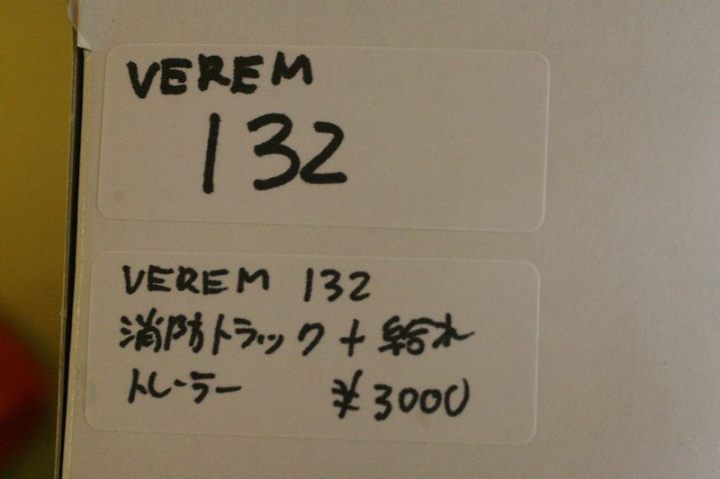 VEREM
132
VEREM 132
消防トラック + 給水
トレーラー ¥3000